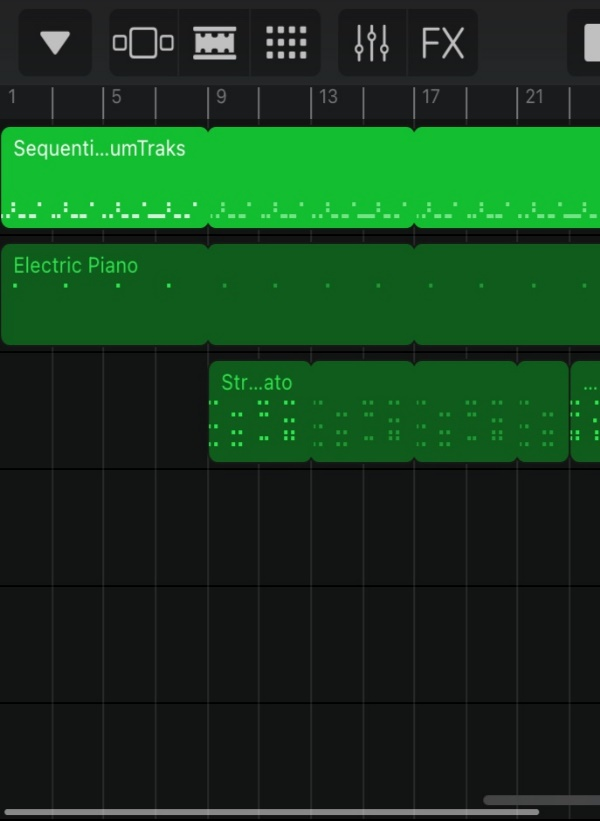 FX
1 5 9 13 17 21
Sequenti...umTraks
Electric Piano
Str...ato
...